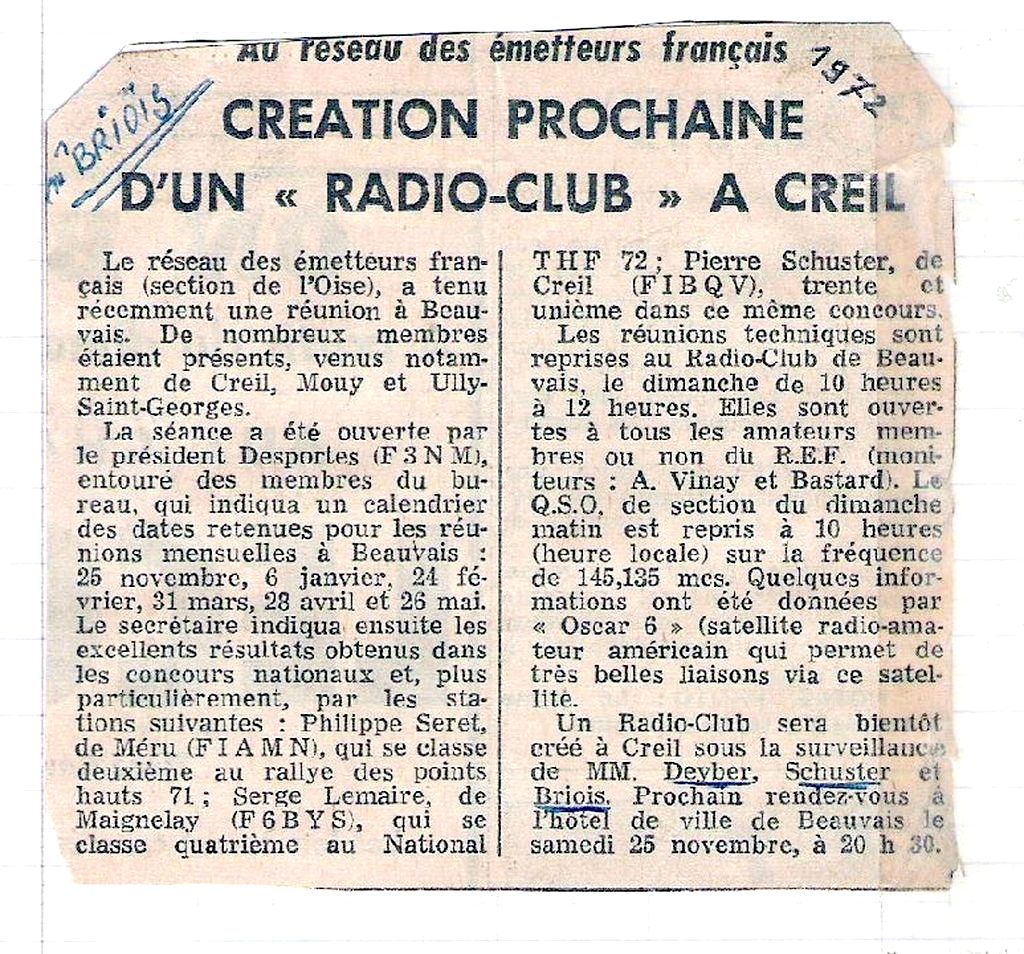 Au réseau des émetteurs français
1972
Mr BRIOIS
CREATION PROCHAINE
D'UN « RADIO-CLUB » A CREIL
Le réseau des émetteurs fran-
çais (section de l'Oise), a tenu
récemment une réunion à Beau-
vais. De nombreux membres
étaient présents, venus notam-
ment de Creil, Mouy et Ully-
Saint-Georges.
La séance a été ouverte par
le président Desportes (F3NM),
entouré des membres du bu-
reau, qui indiqua un calendrier
des dates retenues pour les réu-
nions mensuelles à Beauvais :
25 novembre, 6 janvier, 24 fé-
vrier, 31 mars, 28 avril et 26 mai.
Le secrétaire indiqua ensuite les
excellents résultats obtenus dans
les concours nationaux et, plus
particulièrement, par les sta-
tions suivantes : Philippe Seret,
de Méru (FIAMN), qui se classe
deuxième au rallye des points
hauts 71 ; Serge Lemaire, de
Maignelay (F6BYS), qui se
classe quatrième au National
THF 72 ; Pierre Schuster, de
Creil (FIBQV), trente et
unième dans ce même concours.
Les réunions techniques sont
reprises au Radio-Club de Beau-
vais, le dimanche de 10 heures
à 12 heures. Elles sont ouver-
tes à tous les amateurs mem-
bres ou non du R.E.F. (moni-
teurs : A. Vinay et Bastard). Le
Q.S.O. de section du dimanche
matin est repris à 10 heures
(heure locale) sur la fréquence
de 145,135 mcs. Quelques infor-
mations ont été données par
« Oscar 6 » (satellite radio-ama-
teur américain qui permet de
très belles liaisons via ce satel-
lite.
Un Radio-Club sera bientôt
créé à Creil sous la surveillance
de MM. Deyber, Schuster et
Briois. Prochain rendez-vous à
l'hôtel de ville de Beauvais le
samedi 25 novembre, à 20 h 30.